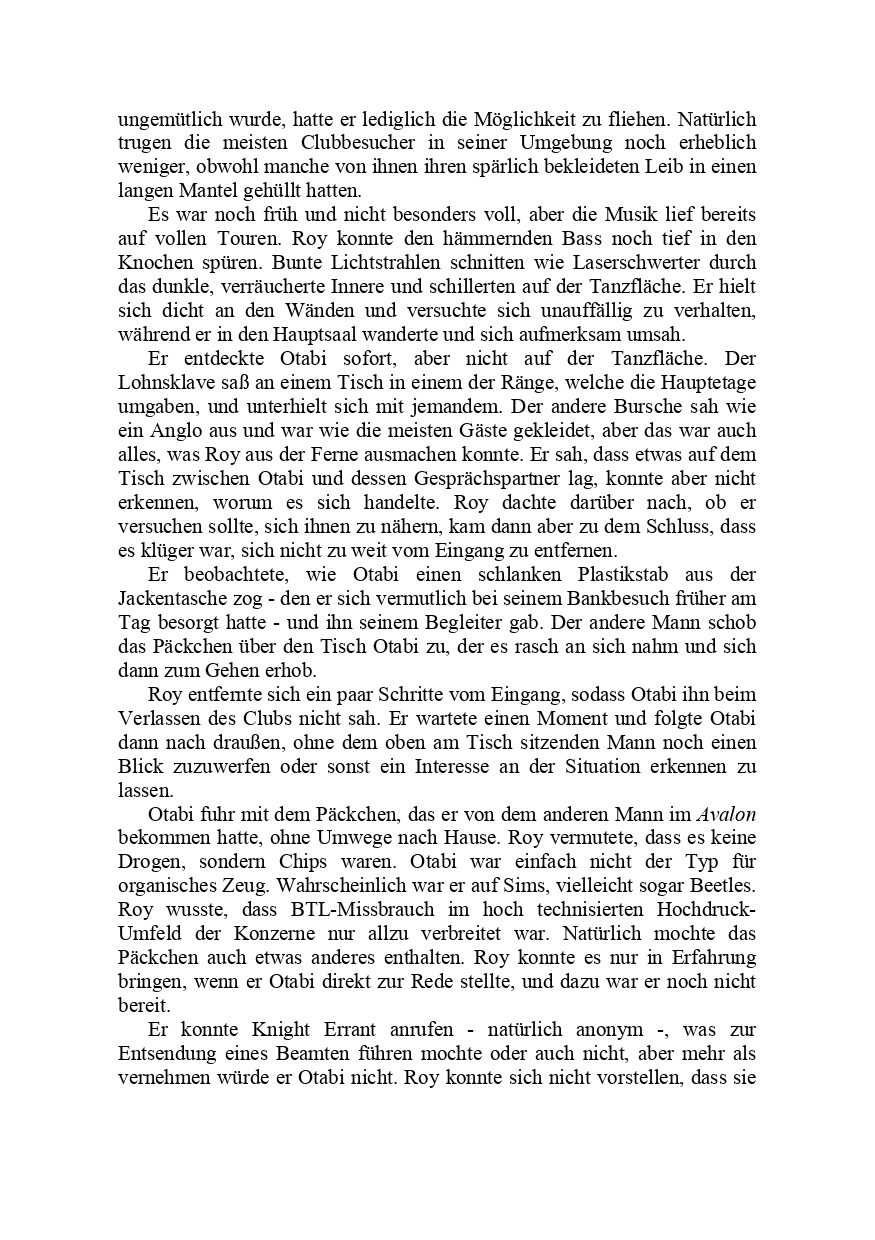 ungemütlich wurde, hatte er lediglich die Möglichkeit zu fliehen. Natürlich
trugen die meisten Clubbesucher in seiner Umgebung noch erheblich
weniger, obwohl manche von ihnen ihren spärlich bekleideten Leib in einen
langen Mantel gehüllt hatten.
Es war noch früh und nicht besonders voll, aber die Musik lief bereits
auf vollen Touren. Roy konnte den hämmernden Bass noch tief in den
Knochen spüren. Bunte Lichtstrahlen schnitten wie Laserschwerter durch
das dunkle, verräucherte Innere und schillerten auf der Tanzfläche. Er hielt
sich dicht an den Wänden und versuchte sich unauffällig zu verhalten,
während er in den Hauptsaal wanderte und sich aufmerksam umsah.
Er entdeckte Otabi sofort, aber nicht auf der Tanzfläche. Der
Lohnsklave saß an einem Tisch in einem der Ränge, welche die Hauptetage
umgaben, und unterhielt sich mit jemandem. Der andere Bursche sah wie
ein Anglo aus und war wie die meisten Gäste gekleidet, aber das war auch
alles, was Roy aus der Ferne ausmachen konnte. Er sah, dass etwas auf dem
Tisch zwischen Otabi und dessen Gesprächspartner lag, konnte aber nicht
erkennen, worum es sich handelte. Roy dachte darüber nach, ob er
versuchen sollte, sich ihnen zu nähern, kam dann aber zu dem Schluss, dass
es klüger war, sich nicht zu weit vom Eingang zu entfernen.
Er beobachtete, wie Otabi einen schlanken Plastikstab aus der
Jackentasche zog - den er sich vermutlich bei seinem Bankbesuch früher am
Tag besorgt hatte - und ihn seinem Begleiter gab. Der andere Mann schob
das Päckchen über den Tisch Otabi zu, der es rasch an sich nahm und sich
dann zum Gehen erhob.
Roy entfernte sich ein paar Schritte vom Eingang, sodass Otabi ihn beim
Verlassen des Clubs nicht sah. Er wartete einen Moment und folgte Otabi
dann nach draußen, ohne dem oben am Tisch sitzenden Mann noch einen
Blick zuzuwerfen oder sonst ein Interesse an der Situation erkennen zu
lassen.
Otabi fuhr mit dem Päckchen, das er von dem anderen Mann im Avalon
bekommen hatte, ohne Umwege nach Hause. Roy vermutete, dass es keine
Drogen, sondern Chips waren. Otabi war einfach nicht der Typ für
organisches Zeug. Wahrscheinlich war er auf Sims, vielleicht sogar Beetles.
Roy wusste, dass BTL-Missbrauch im hoch technisierten Hochdruck-
Umfeld der Konzerne nur allzu verbreitet war. Natürlich mochte das
Päckchen auch etwas anderes enthalten. Roy konnte es nur in Erfahrung
bringen, wenn er Otabi direkt zur Rede stellte, und dazu war er noch nicht
bereit.
Er konnte Knight Errant anrufen - natürlich anonym -, was zur
Entsendung eines Beamten führen mochte oder auch nicht, aber mehr als
vernehmen würde er Otabi nicht. Roy konnte sich nicht vorstellen, dass sie